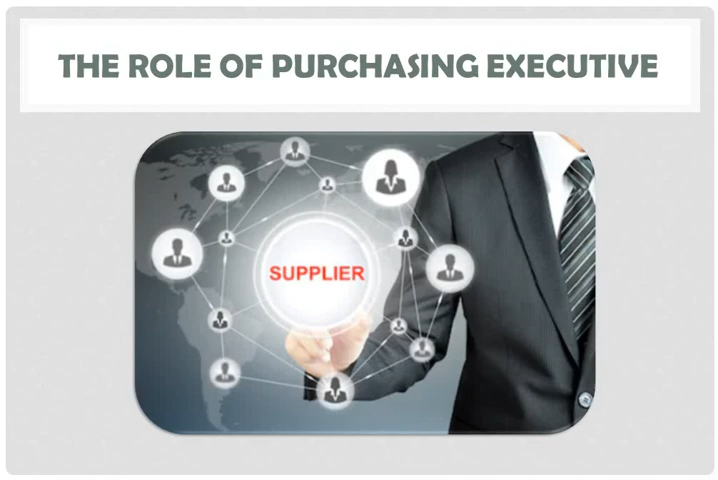 THE ROLE OF PURCHASING EXECUTIVE
SUPPLIER